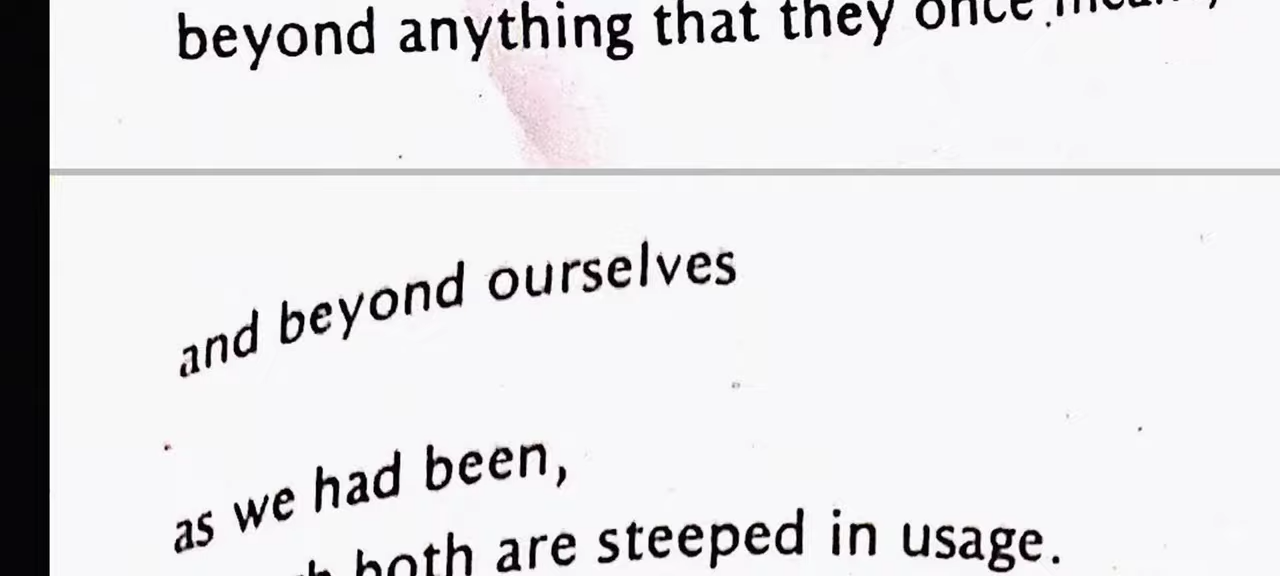 beyond anything that they once
and beyond ourselves
as we had been,
both are steeped in usage.